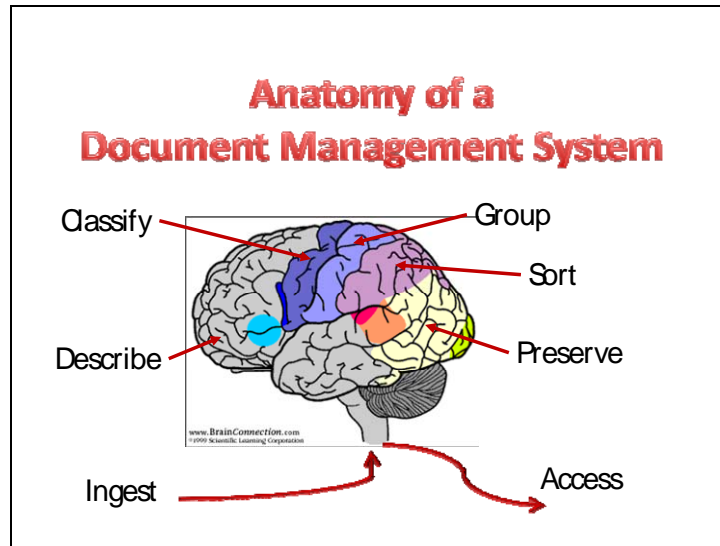 Anatomy of a
Document Management System
Classify
Group
Sort
Describe
Preserve
www.BrainConnection.com
©1999 Scientific Learning Corporation
Ingest
Access